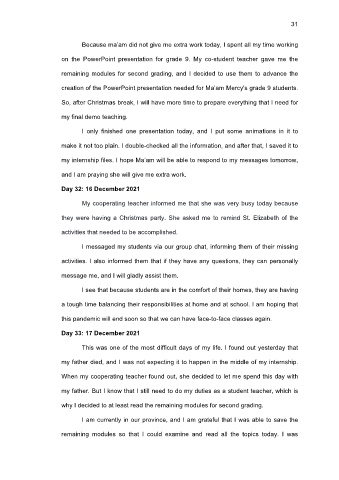 31
Because ma'am did not give me extra work today, I spent all my time working
on the PowerPoint presentation for grade 9. My co-student teacher gave me the
remaining modules for second grading, and I decided to use them to advance the
creation of the PowerPoint presentation needed for Ma'am Mercy's grade 9 students.
So, after Christmas break, I will have more time to prepare everything that I need for
my final demo teaching.
I only finished one presentation today, and I put some animations in it to
make it not too plain. I double-checked all the information, and after that, I saved it to
my internship files. I hope Ma'am will be able to respond to my messages tomorrow,
and I am praying she will give me extra work.
Day 32: 16 December 2021
My cooperating teacher informed me that she was very busy today because
they were having a Christmas party. She asked me to remind St. Elizabeth of the
activities that needed to be accomplished.
I messaged my students via our group chat, informing them of their missing
activities. I also informed them that if they have any questions, they can personally
message me, and I will gladly assist them.
I see that because students are in the comfort of their homes, they are having
a tough time balancing their responsibilities at home and at school. I am hoping that
this pandemic will end soon so that we can have face-to-face classes again.
Day 33: 17 December 2021
This was one of the most difficult days of my life. I found out yesterday that
my father died, and I was not expecting it to happen in the middle of my internship.
When my cooperating teacher found out, she decided to let me spend this day with
my father. But I know that I still need to do my duties as a student teacher, which is
why I decided to at least read the remaining modules for second grading.
I am currently in our province, and I am grateful that I was able to save the
remaining modules so that I could examine and read all the topics today. I was